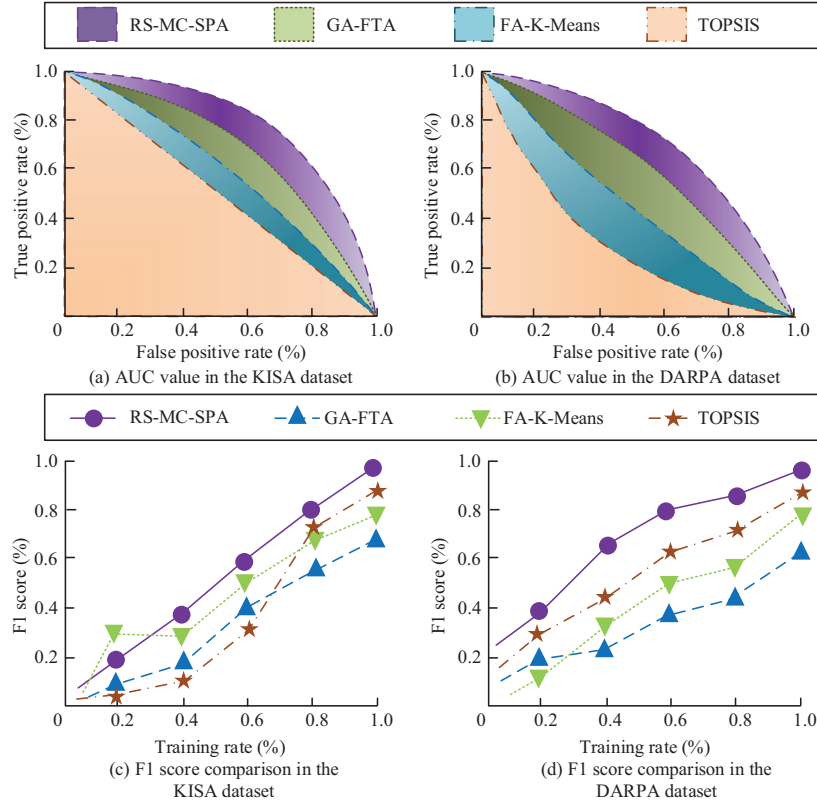 RS-MC-SPA GA-FTA FA-K-Means TOPSIS
True positive rate (%)
1.0
0.8
0.6
0.4
0.2
0 0.2 0.4 0.6 0.8 1.0
False positive rate (%)
(a) AUC value in the KISA dataset
True positive rate (%)
1.0
0.8
0.6
0.4
0.2
0 0.2 0.4 0.6 0.8 1.0
False positive rate (%)
(b) AUC value in the DARPA dataset
RS-MC-SPA GA-FTA FA-K-Means TOPSIS
F1 score (%)
1.0
0.8
0.6
0.4
0.2
0 0.2 0.4 0.6 0.8 1.0
Training rate (%)
(c) F1 score comparison in the
KISA dataset
F1 score (%)
1.0
0.8
0.6
0.4
0.2
0 0.2 0.4 0.6 0.8 1.0
Training rate (%)
(d) F1 score comparison in the
DARPA dataset